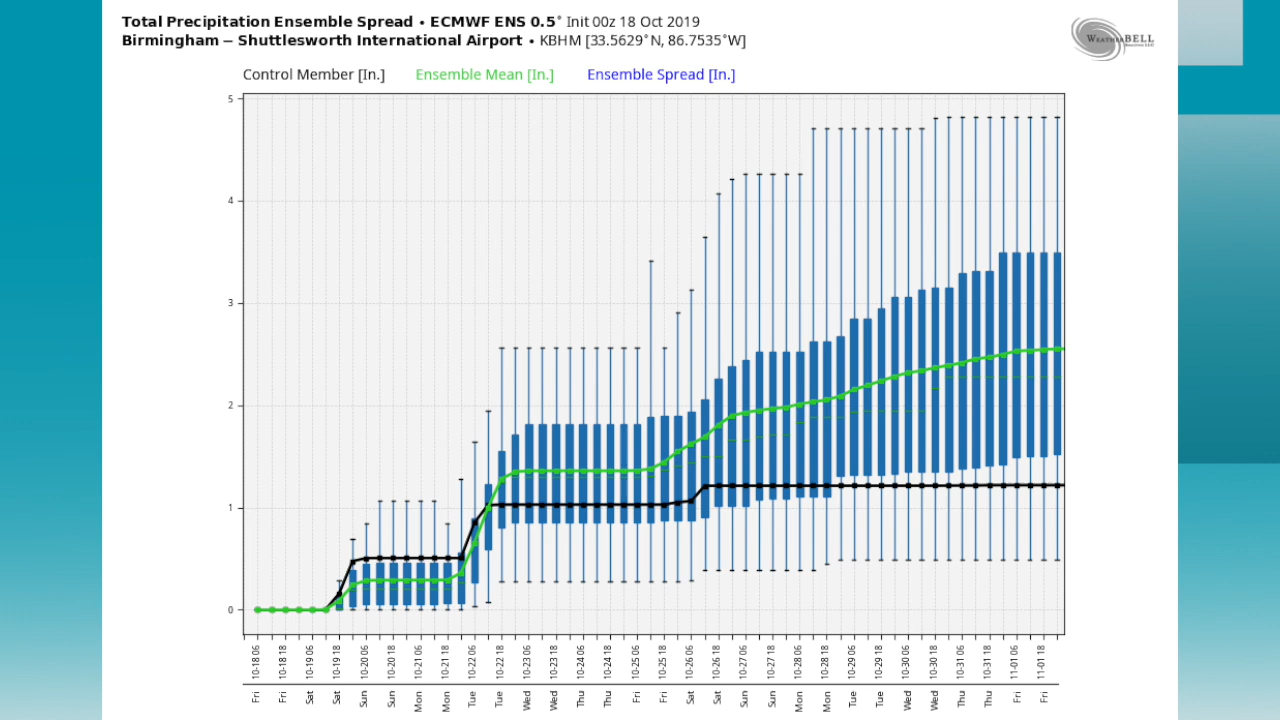 Total Precipitation Ensemble Spread • ECMWF ENS 0.5° Init 00z 18 Oct 2019
Birmingham – Shuttlesworth International Airport • KBHM [33.5629°N, 86.7535°W]
WEATHERBELL
Control Member [In.] Ensemble Mean [In.] Ensemble Spread [In.]
5
4
3
2
1
0
10-18 06 10-18 18 10-19 06 10-19 18 10-20 06 10-20 18 10-21 06 10-21 18 10-22 06 10-22 18 10-23 06 10-23 18 10-24 06 10-24 18 10-25 06 10-25 18 10-26 06 10-26 18 10-27 06 10-27 18 10-28 06 10-28 18 10-29 06 10-29 18 10-30 06 10-30 18 10-31 06 10-31 18 11-01 06 11-01 18
Fri Fri Sat Sat Sun Sun Mon Mon Tue Tue Wed Wed Thu Thu Fri Fri Sat Sat Sun Sun Mon Mon Tue Tue Wed Wed Thu Thu Fri Fri